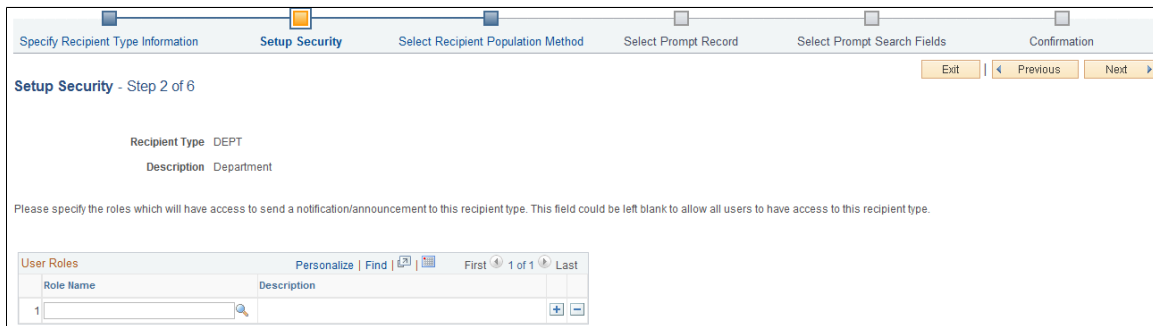 Specify Recipient Type Information Setup Security Select Recipient Population Method Select Prompt Record Select Prompt Search Fields Confirmation
Exit | Previous Next
Setup Security - Step 2 of 6
Recipient Type DEPT
Description Department
Please specify the roles which will have access to send a notification/announcement to this recipient type. This field could be left blank to allow all users to have access to this recipient type.
User Roles Personalize | Find | | First 1 of 1 Last
Role Name Description
1